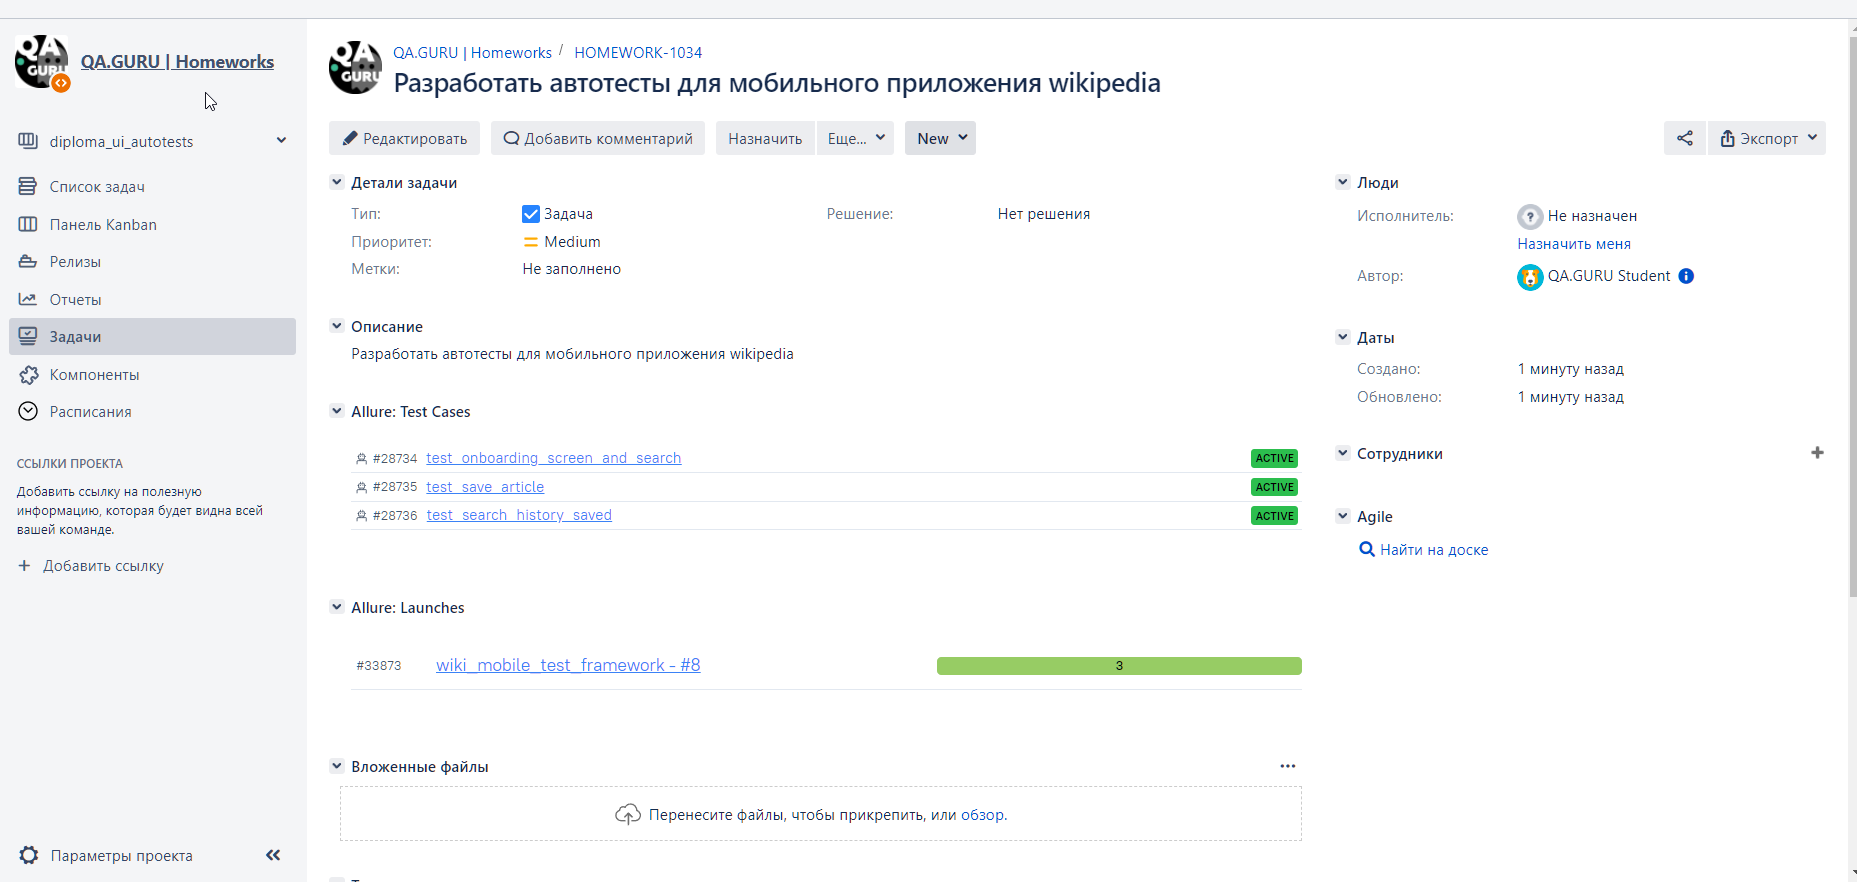 QA.GURU | Homeworks
diploma_ui_autotests
Список задач
Панель Kanban
Релизы
Отчеты
Задачи
Компоненты
Расписания
ССЫЛКИ ПРОЕКТА
Добавить ссылку на полезную
информацию, которая будет видна всей
вашей команде.
+ Добавить ссылку
Параметры проекта
QA.GURU | Homeworks / HOMEWORK-1034
Разработать автотесты для мобильного приложения wikipedia
Редактировать Добавить комментарий Назначить Еще... New Экспорт
Детали задачи
Тип: Задача Решение: Нет решения
Приоритет: Medium
Метки: Не заполнено
Описание
Разработать автотесты для мобильного приложения wikipedia
Allure: Test Cases
#28734 test_onboarding_screen_and_search ACTIVE
#28735 test_save_article ACTIVE
#28736 test_search_history_saved ACTIVE
Allure: Launches
#33873 wiki_mobile_test_framework - #8 3
Вложенные файлы
Перенесите файлы, чтобы прикрепить, или обзор.
Люди
Исполнитель: Не назначен
Назначить меня
Автор: QA.GURU Student
Даты
Создано: 1 минуту назад
Обновлено: 1 минуту назад
Сотрудники
Agile
Найти на доске